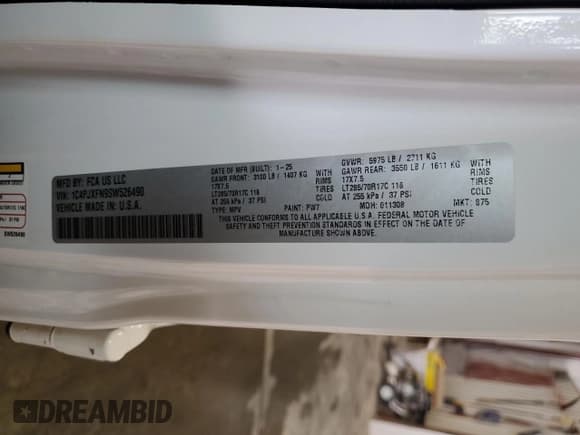 MFD BY: FCA US LLC
DATE OF MFR (BUILT): 1-25
GVWR: 5975 LB / 2711 KG
GAWR FRONT: 3100 LB / 1407 KG WITH
17X7.5 RIMS
LT285/70R17C 116 TIRES
AT 255 kPa / 37 PSI COLD
GAWR REAR: 3550 LB / 1611 KG WITH
17X7.5 RIMS
LT285/70R17C 116 TIRES
AT 255 kPa / 37 PSI COLD
VIN: 1C4PJXFN9SW526490
VEHICLE MADE IN: U.S.A.
TYPE: MPV
PAINT: PW7
MDH: 011308
MKT: B75
THIS VEHICLE CONFORMS TO ALL APPLICABLE U.S.A. FEDERAL MOTOR VEHICLE
SAFETY AND THEFT PREVENTION STANDARDS IN EFFECT ON THE DATE OF
MANUFACTURE SHOWN ABOVE.
SW526490
DREAMBID